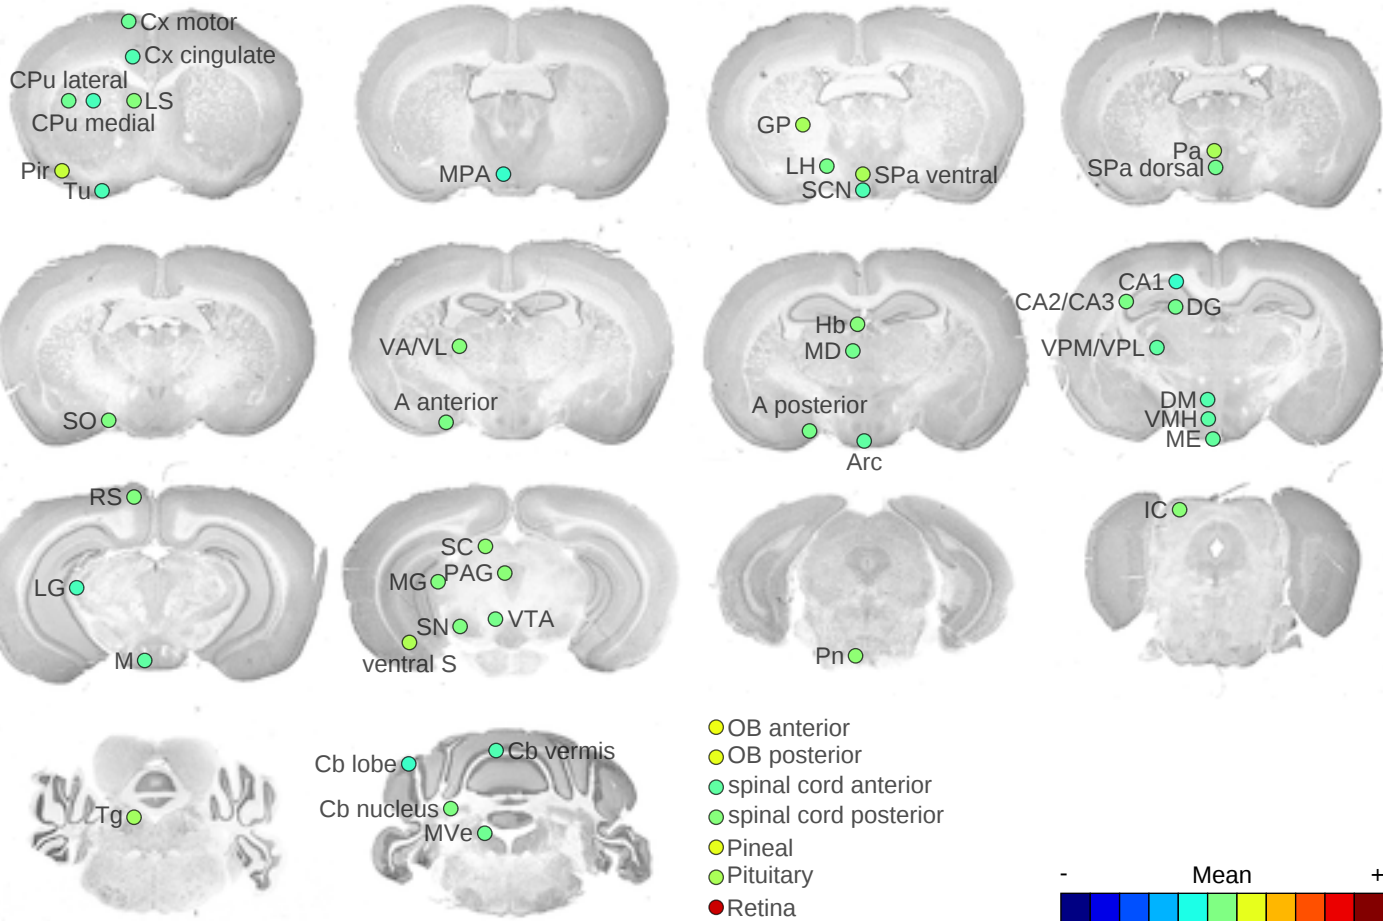 Cx motor
Cx cingulate
CPu lateral
LS
CPu medial
Pir
Tu
MPA
GP
LH
SPa ventral
SCN
Pa
SPa dorsal
SO
VA/VL
A anterior
Hb
MD
A posterior
Arc
CA1
CA2/CA3
DG
VPM/VPL
DM
VMH
ME
RS
LG
M
SC
MG
PAG
SN
VTA
ventral S
Pn
IC
Tg
Cb lobe
Cb vermis
Cb nucleus
MVe
OB anterior
OB posterior
spinal cord anterior
spinal cord posterior
Pineal
Pituitary
Retina
- Mean +